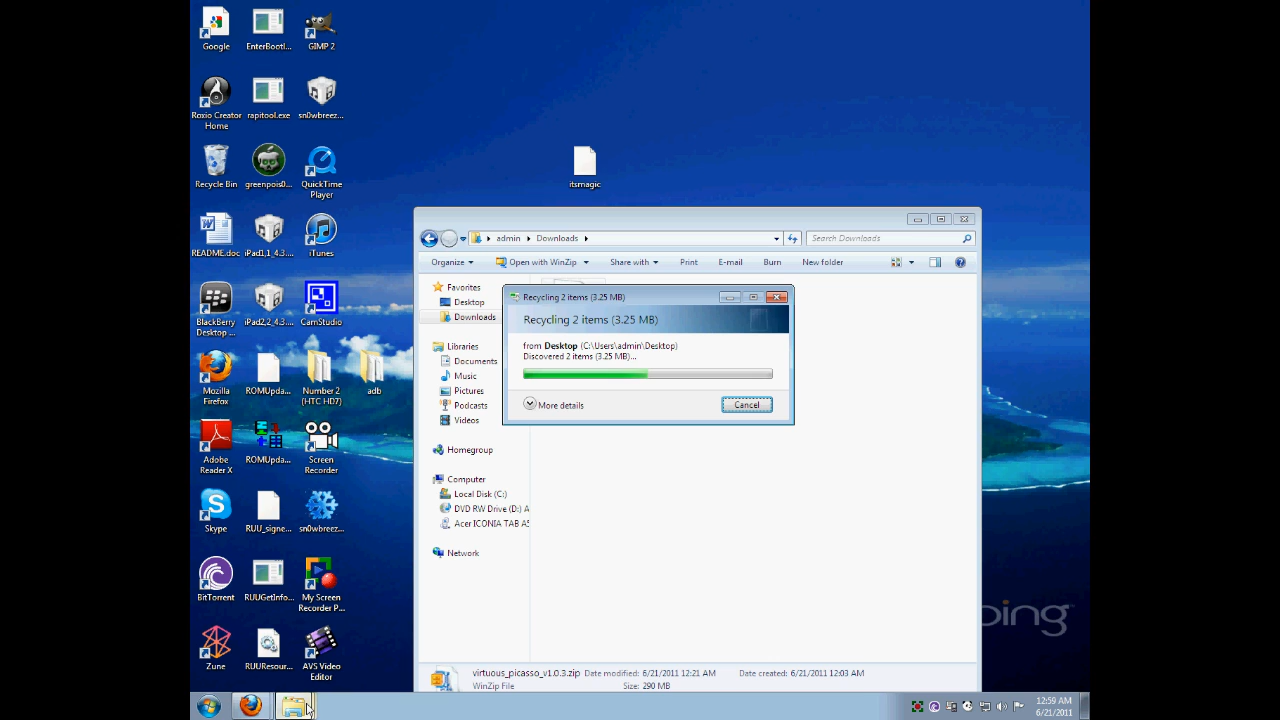 Google
EnterBootl...
GIMP 2
Roxio Creator
Home
rapitool.exe
sn0wbreez...
Recycle Bin
greenpois0...
QuickTime
Player
README.doc
iPad1,1_4.3....
iTunes
BlackBerry
Desktop ...
iPad2,2_4.3....
CamStudio
Mozilla
Firefox
ROMUpda...
Number 2
(HTC HD7)
adb
Adobe
Reader X
ROMUpda...
Screen
Recorder
Skype
RUU_signe...
sn0wbreez...
BitTorrent
RUUGetInfo...
My Screen
Recorder P...
Zune
RUUResour...
AVS Video
Editor
itsmagic
admin Downloads
Search Downloads
Organize Open with WinZip Share with Print E-mail Burn New folder
Favorites
Desktop
Downloads
Libraries
Documents
Music
Pictures
Podcasts
Videos
Homegroup
Computer
Local Disk (C:)
DVD RW Drive (D:) A
Acer ICONIA TAB A5
Network
Recycling 2 items (3.25 MB)
Recycling 2 items (3.25 MB)
from Desktop (C:\Users\admin\Desktop)
Discovered 2 items (3.25 MB)...
More details
Cancel
virtuous_picasso_v1.0.3.zip Date modified: 6/21/2011 12:21 AM Date created: 6/21/2011 12:03 AM
WinZip File Size: 290 MB
bing
12:59 AM
6/21/2011